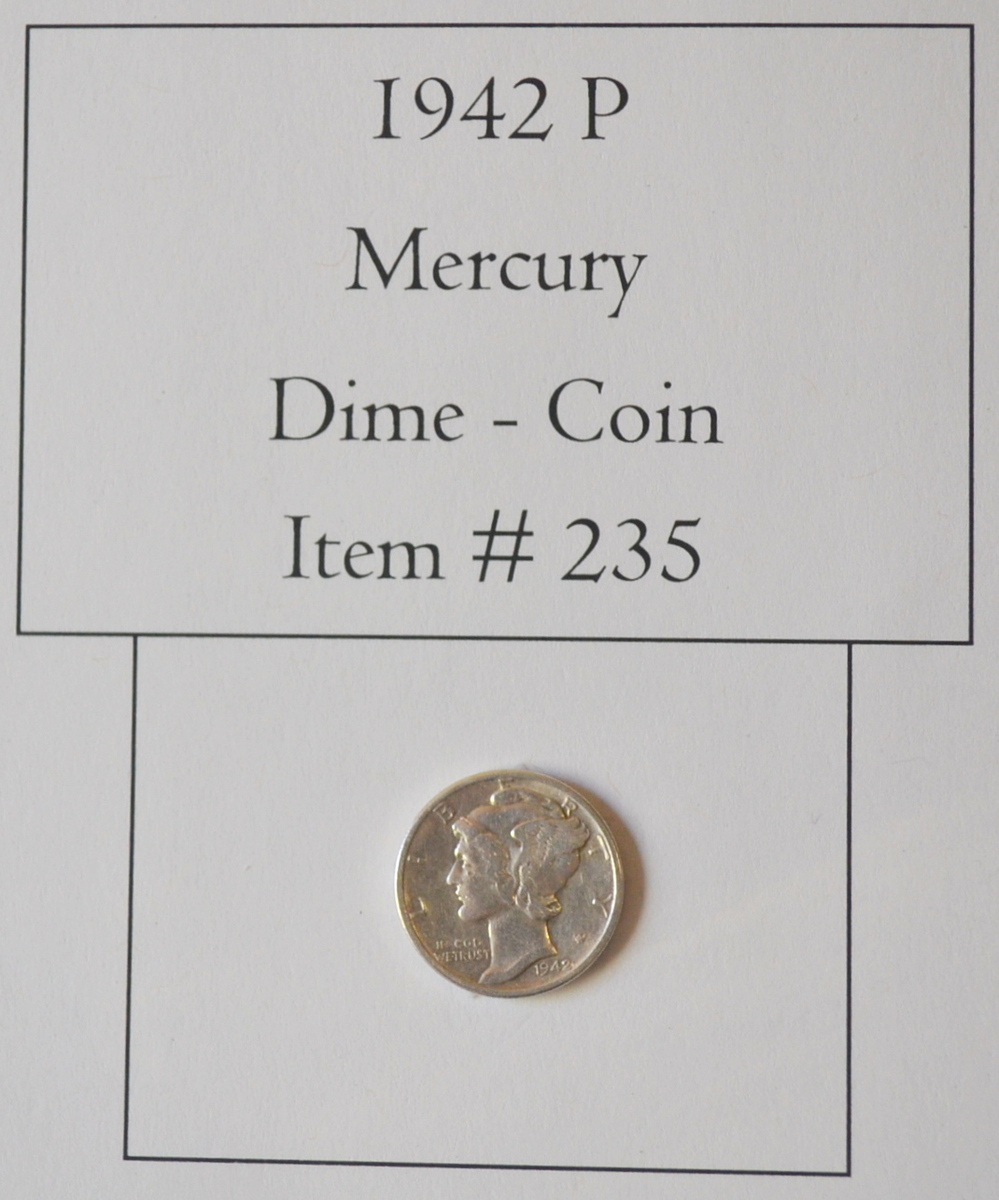 1942 P
Mercury
Dime - Coin
Item # 235
LIBERTY
IN GOD
WE TRUST
1942